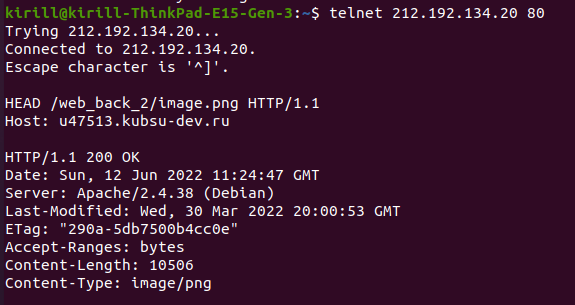 kirill@kirill-ThinkPad-E15-Gen-3:~$ telnet 212.192.134.20 80
Trying 212.192.134.20...
Connected to 212.192.134.20.
Escape character is '^]'.
HEAD /web_back_2/image.png HTTP/1.1
Host: u47513.kubsu-dev.ru
HTTP/1.1 200 OK
Date: Sun, 12 Jun 2022 11:24:47 GMT
Server: Apache/2.4.38 (Debian)
Last-Modified: Wed, 30 Mar 2022 20:00:53 GMT
ETag: "290a-5db7500b4cc0e"
Accept-Ranges: bytes
Content-Length: 10506
Content-Type: image/png